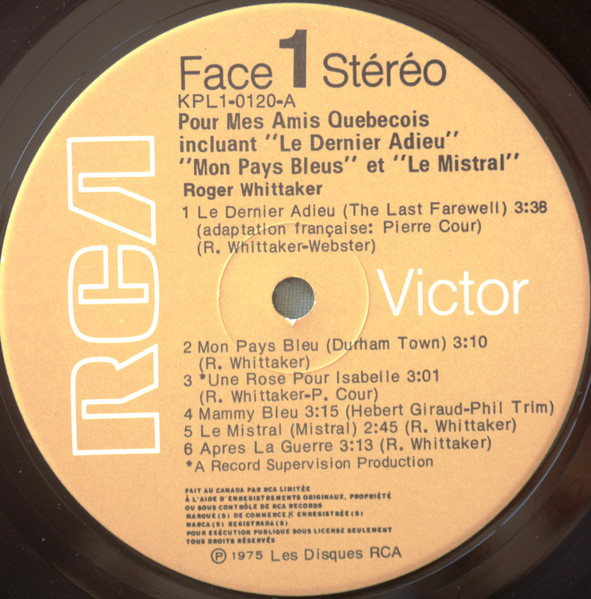 Face 1 Stéréo
KPL1-0120-A
Pour Mes Amis Quebecois
incluant "Le Dernier Adieu"
"Mon Pays Bleus" et "Le Mistral"
Roger Whittaker
1 Le Dernier Adieu (The Last Farewell) 3:38
(adaptation française: Pierre Cour)
(R. Whittaker-Webster)
RCA
Victor
2 Mon Pays Bleu (Durham Town) 3:10
(R. Whittaker)
3 *Une Rose Pour Isabelle 3:01
(R. Whittaker-P. Cour)
4 Mammy Bleu 3:15 (Hebert Giraud-Phil Trim)
5 Le Mistral (Mistral) 2:45 (R. Whittaker)
6 Apres La Guerre 3:13 (R. Whittaker)
*A Record Supervision Production
FAIT AU CANADA PAR RCA LIMITÉE
À L'AIDE D'ENREGISTREMENTS ORIGINAUX, PROPRIÉTÉ
OU SOUS CONTRÔLE DE RCA RECORDS
MARQUE(S) DE COMMERCE ENREGISTRÉE(S)
MARCA(S) REGISTRADA(S)
POUR EXÉCUTION PUBLIQUE SOUS LICENSE SEULEMENT
TOUS DROITS RÉSERVÉS
℗ 1975 Les Disques RCA